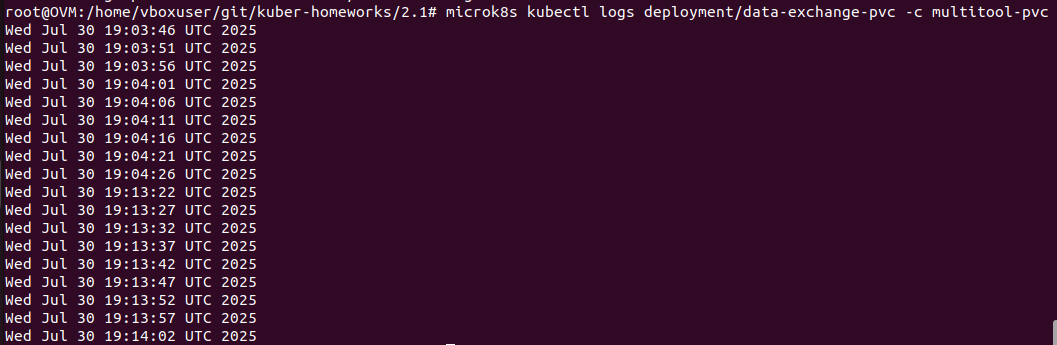 root@OVM:/home/vboxuser/git/kuber-homeworks/2.1# microk8s kubectl logs deployment/data-exchange-pvc -c multitool-pvc
Wed Jul 30 19:03:46 UTC 2025
Wed Jul 30 19:03:51 UTC 2025
Wed Jul 30 19:03:56 UTC 2025
Wed Jul 30 19:04:01 UTC 2025
Wed Jul 30 19:04:06 UTC 2025
Wed Jul 30 19:04:11 UTC 2025
Wed Jul 30 19:04:16 UTC 2025
Wed Jul 30 19:04:21 UTC 2025
Wed Jul 30 19:04:26 UTC 2025
Wed Jul 30 19:13:22 UTC 2025
Wed Jul 30 19:13:27 UTC 2025
Wed Jul 30 19:13:32 UTC 2025
Wed Jul 30 19:13:37 UTC 2025
Wed Jul 30 19:13:42 UTC 2025
Wed Jul 30 19:13:47 UTC 2025
Wed Jul 30 19:13:52 UTC 2025
Wed Jul 30 19:13:57 UTC 2025
Wed Jul 30 19:14:02 UTC 2025